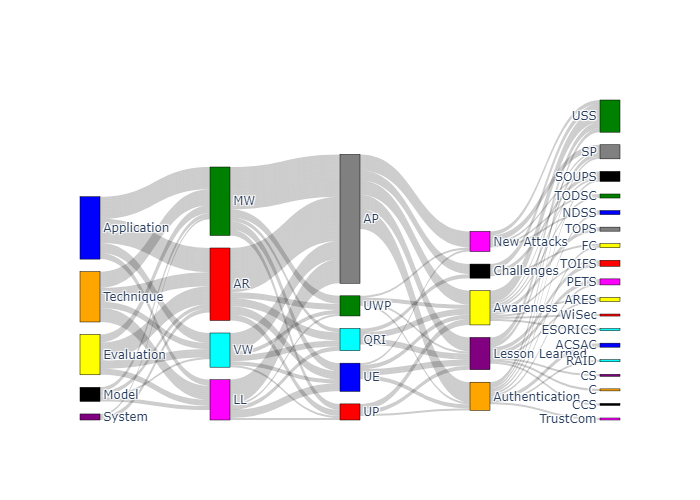 Application
Technique
Evaluation
Model
System
MW
AR
VW
LL
AP
UWP
QRI
UE
UP
New Attacks
Challenges
Awareness
Lesson Learned
Authentication
USS
SP
SOUPS
TODSC
NDSS
TOPS
FC
TOIFS
PETS
ARES
WiSec
ESORICS
ACSAC
RAID
CS
C
CCS
TrustCom